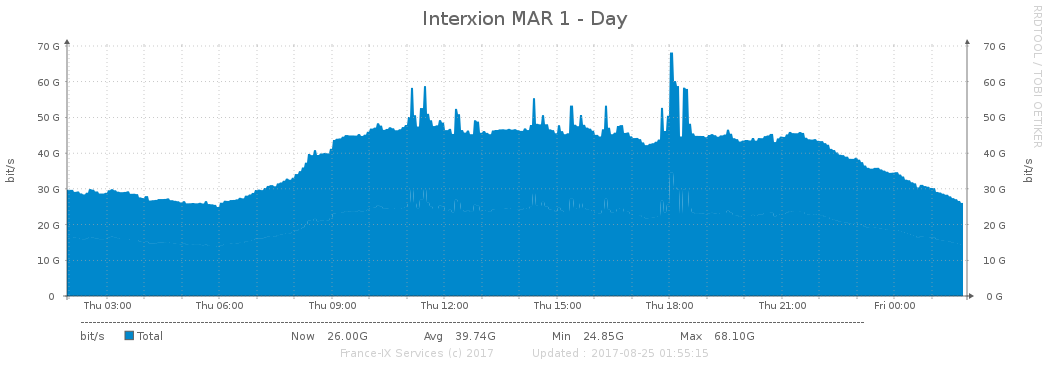 Interxion MAR 1 - Day
RRDTOOL / TOBI OETIKER
bit/s
bit/s
70 G 70 G
60 G 60 G
50 G 50 G
40 G 40 G
30 G 30 G
20 G 20 G
10 G 10 G
0 0 G
Thu 03:00 Thu 06:00 Thu 09:00 Thu 12:00 Thu 15:00 Thu 18:00 Thu 21:00 Fri 00:00
bit/s Total Now 26.00G Avg 39.74G Min 24.85G Max 68.10G
France-IX Services (c) 2017 Updated : 2017-08-25 01:55:15